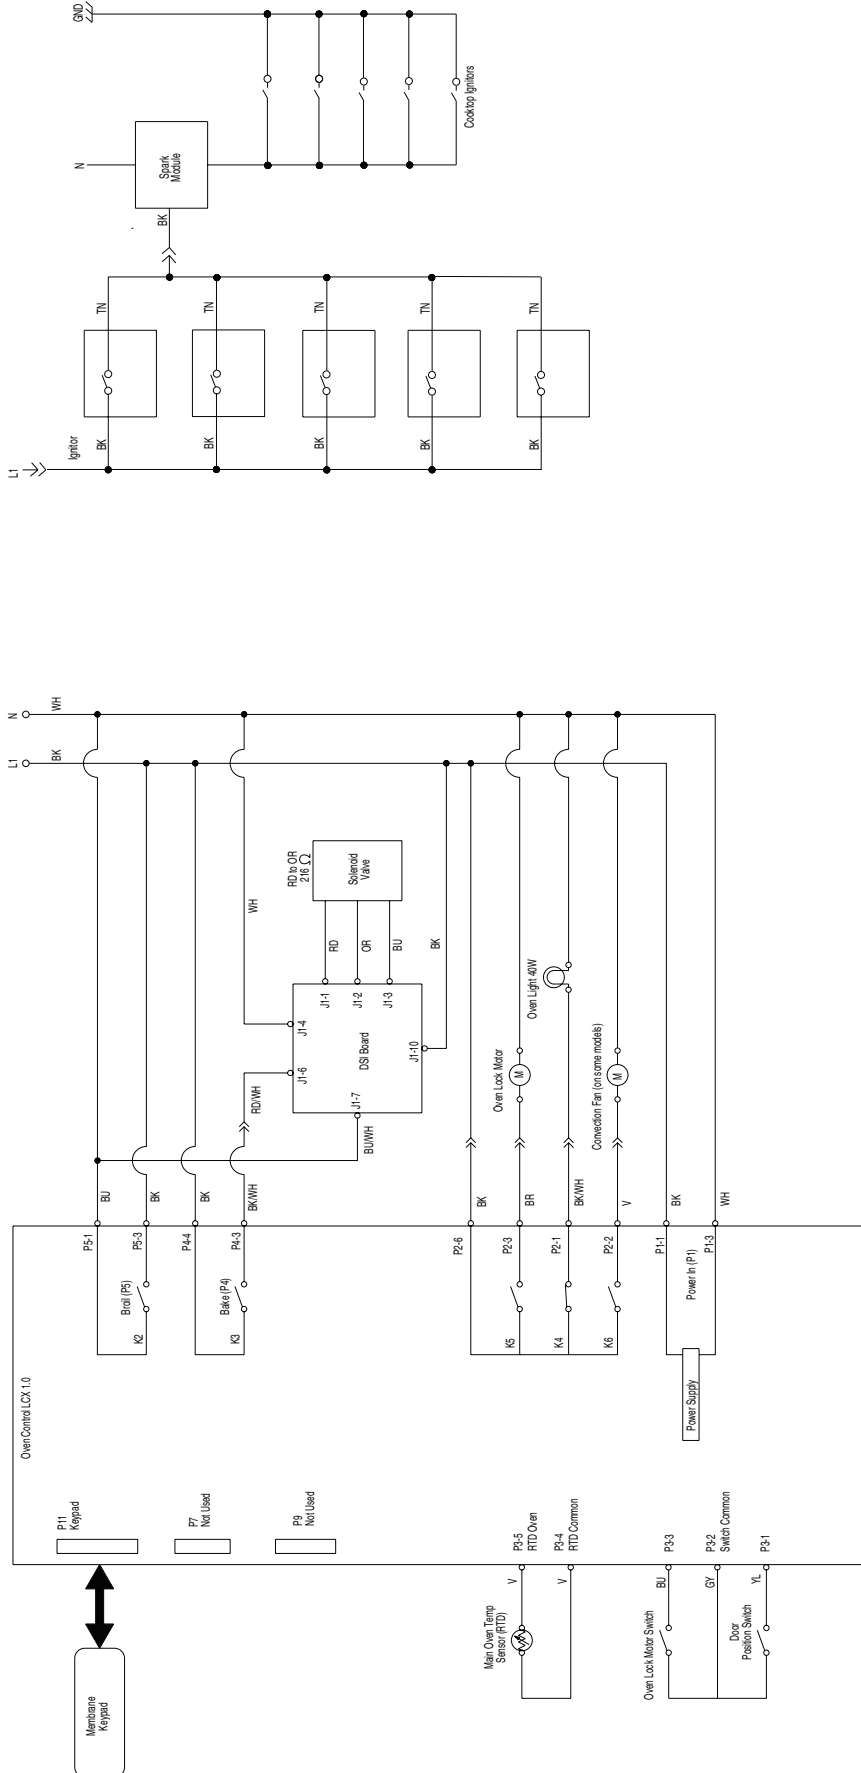 GND
N
Spark
Module
Cooktop Ignitors
BK
TN
TN
TN
TN
TN
L1
Ignitor
BK
BK
BK
BK
BK
N
WH
L1
BK
WH
RD to OR
216 Ω
Solenoid
Valve
RD
OR
BU
BK
J1-1
J1-2
J1-3
J1-4
J1-6
DSI Board
J1-10
J1-7
RD/WH
BU/WH
Oven Light 40W
Oven Lock Motor
M
Convection Fan (on some models)
M
BU
BK
BK
BK/WH
BK
BR
BK/WH
V
BK
WH
P5-1
P5-3
P4-4
P4-3
P2-6
P2-3
P2-1
P2-2
P1-1
P1-3
Broil (P5)
Bake (P4)
Power In (P1)
K2
K3
K5
K4
K6
Power Supply
Oven Control LCX 1.0
P11
Keypad
P7
Not Used
P9
Not Used
P3-5
RTD Oven
P3-4
RTD Common
P3-3
P3-2
Switch Common
P3-1
V
V
BU
GY
YL
Main Oven Temp
Sensor (RTD)
Oven Lock Motor Switch
Door
Position Switch
Membrane
Keypad